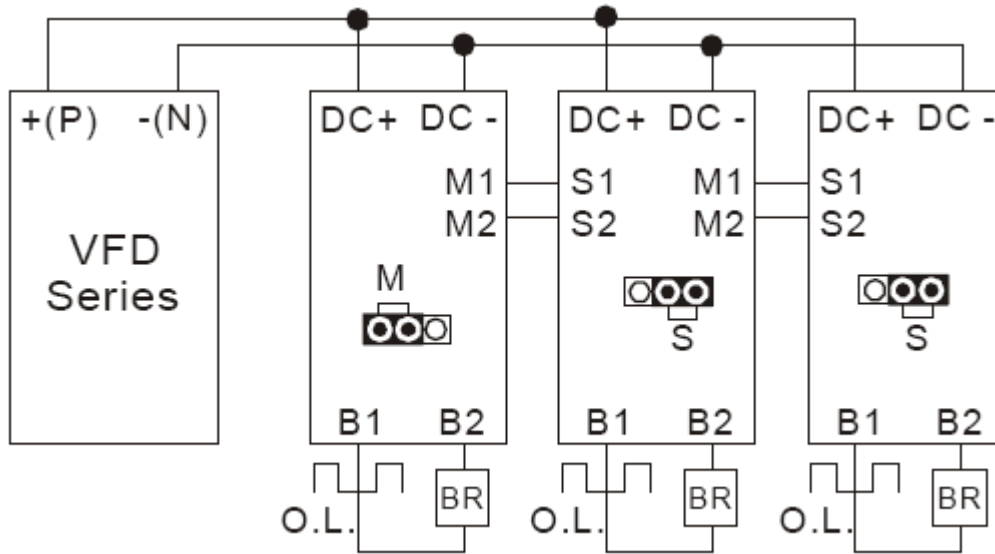 +(P) -(N)
VFD
Series
DC+ DC -
M1
M2
M
B1 B2
O.L.
BR
DC+ DC -
S1 M1
S2 M2
S
B1 B2
O.L.
BR
DC+ DC -
S1
S2
S
B1 B2
O.L.
BR